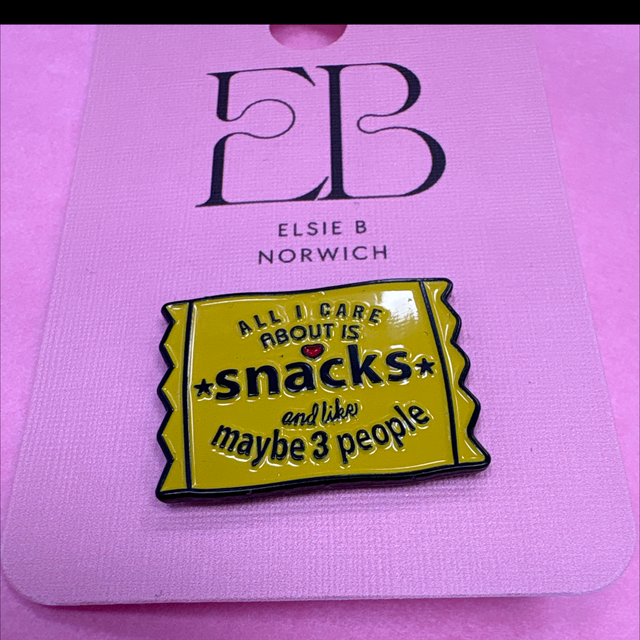 EB
ELSIE B
NORWICH
ALL I CARE
ABOUT IS
snacks
and like
maybe 3 people